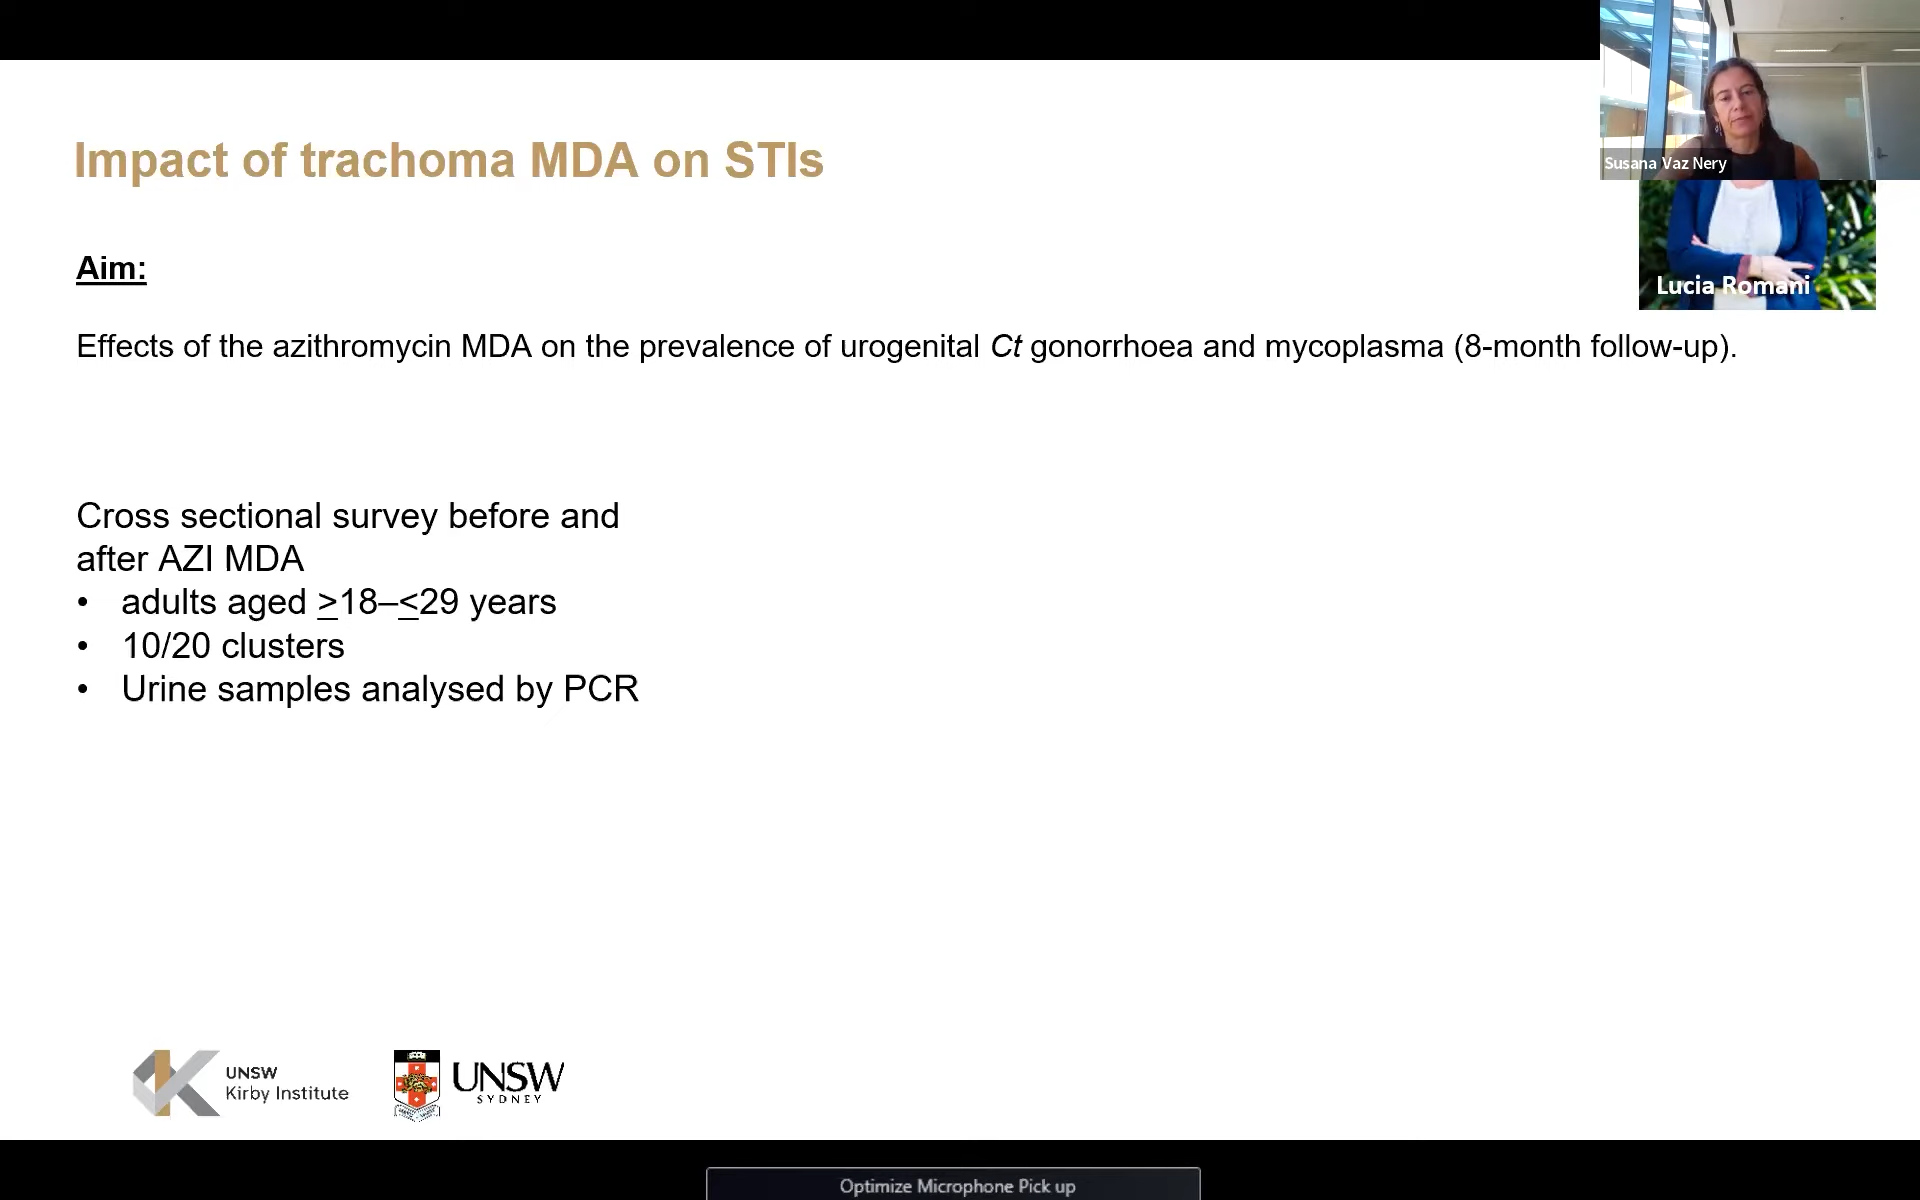 Impact of trachoma MDA on STIs
Susana Vaz Nery
Lucia Romani
Aim:
Effects of the azithromycin MDA on the prevalence of urogenital Ct gonorrhoea and mycoplasma (8-month follow-up).
Cross sectional survey before and
after AZI MDA
• adults aged ≥18–≤29 years
• 10/20 clusters
• Urine samples analysed by PCR
UNSW
Kirby Institute
UNSW
SYDNEY
Optimize Microphone Pick up